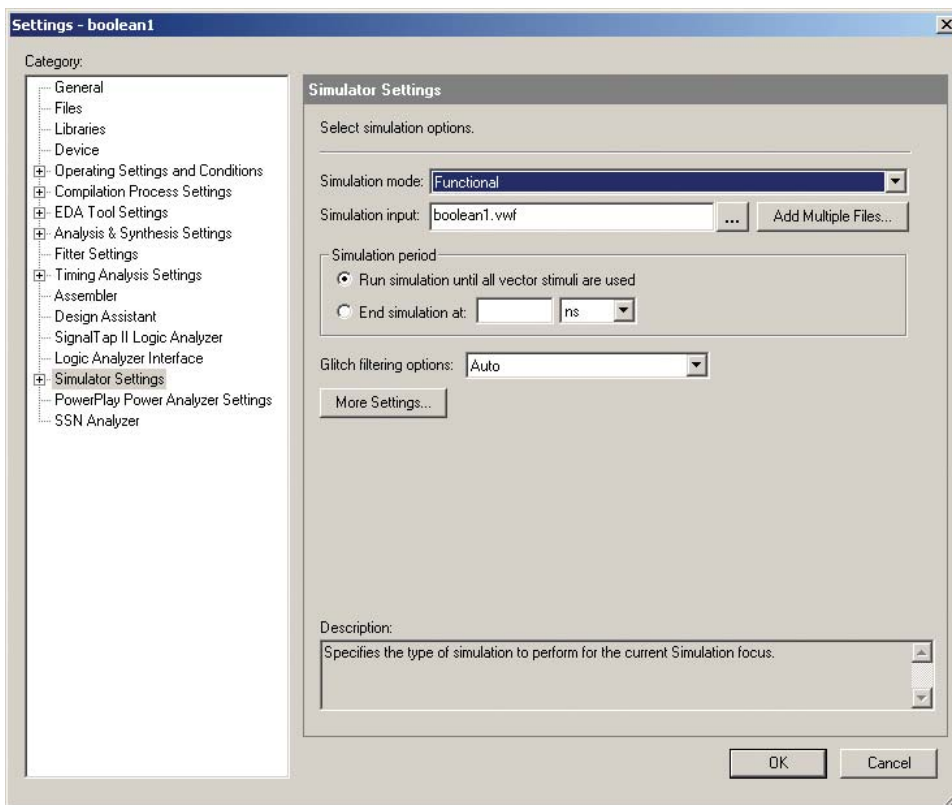 Settings - boolean1
Category:
General
Files
Libraries
Device
Operating Settings and Conditions
Compilation Process Settings
EDA Tool Settings
Analysis & Synthesis Settings
Fitter Settings
Timing Analysis Settings
Assembler
Design Assistant
SignalTap II Logic Analyzer
Logic Analyzer Interface
Simulator Settings
PowerPlay Power Analyzer Settings
SSN Analyzer
Simulator Settings
Select simulation options.
Simulation mode: Functional
Simulation input: boolean1.vwf ... Add Multiple Files...
Simulation period
Run simulation until all vector stimuli are used
End simulation at: ns
Glitch filtering options: Auto
More Settings...
Description:
Specifies the type of simulation to perform for the current Simulation focus.
OK Cancel